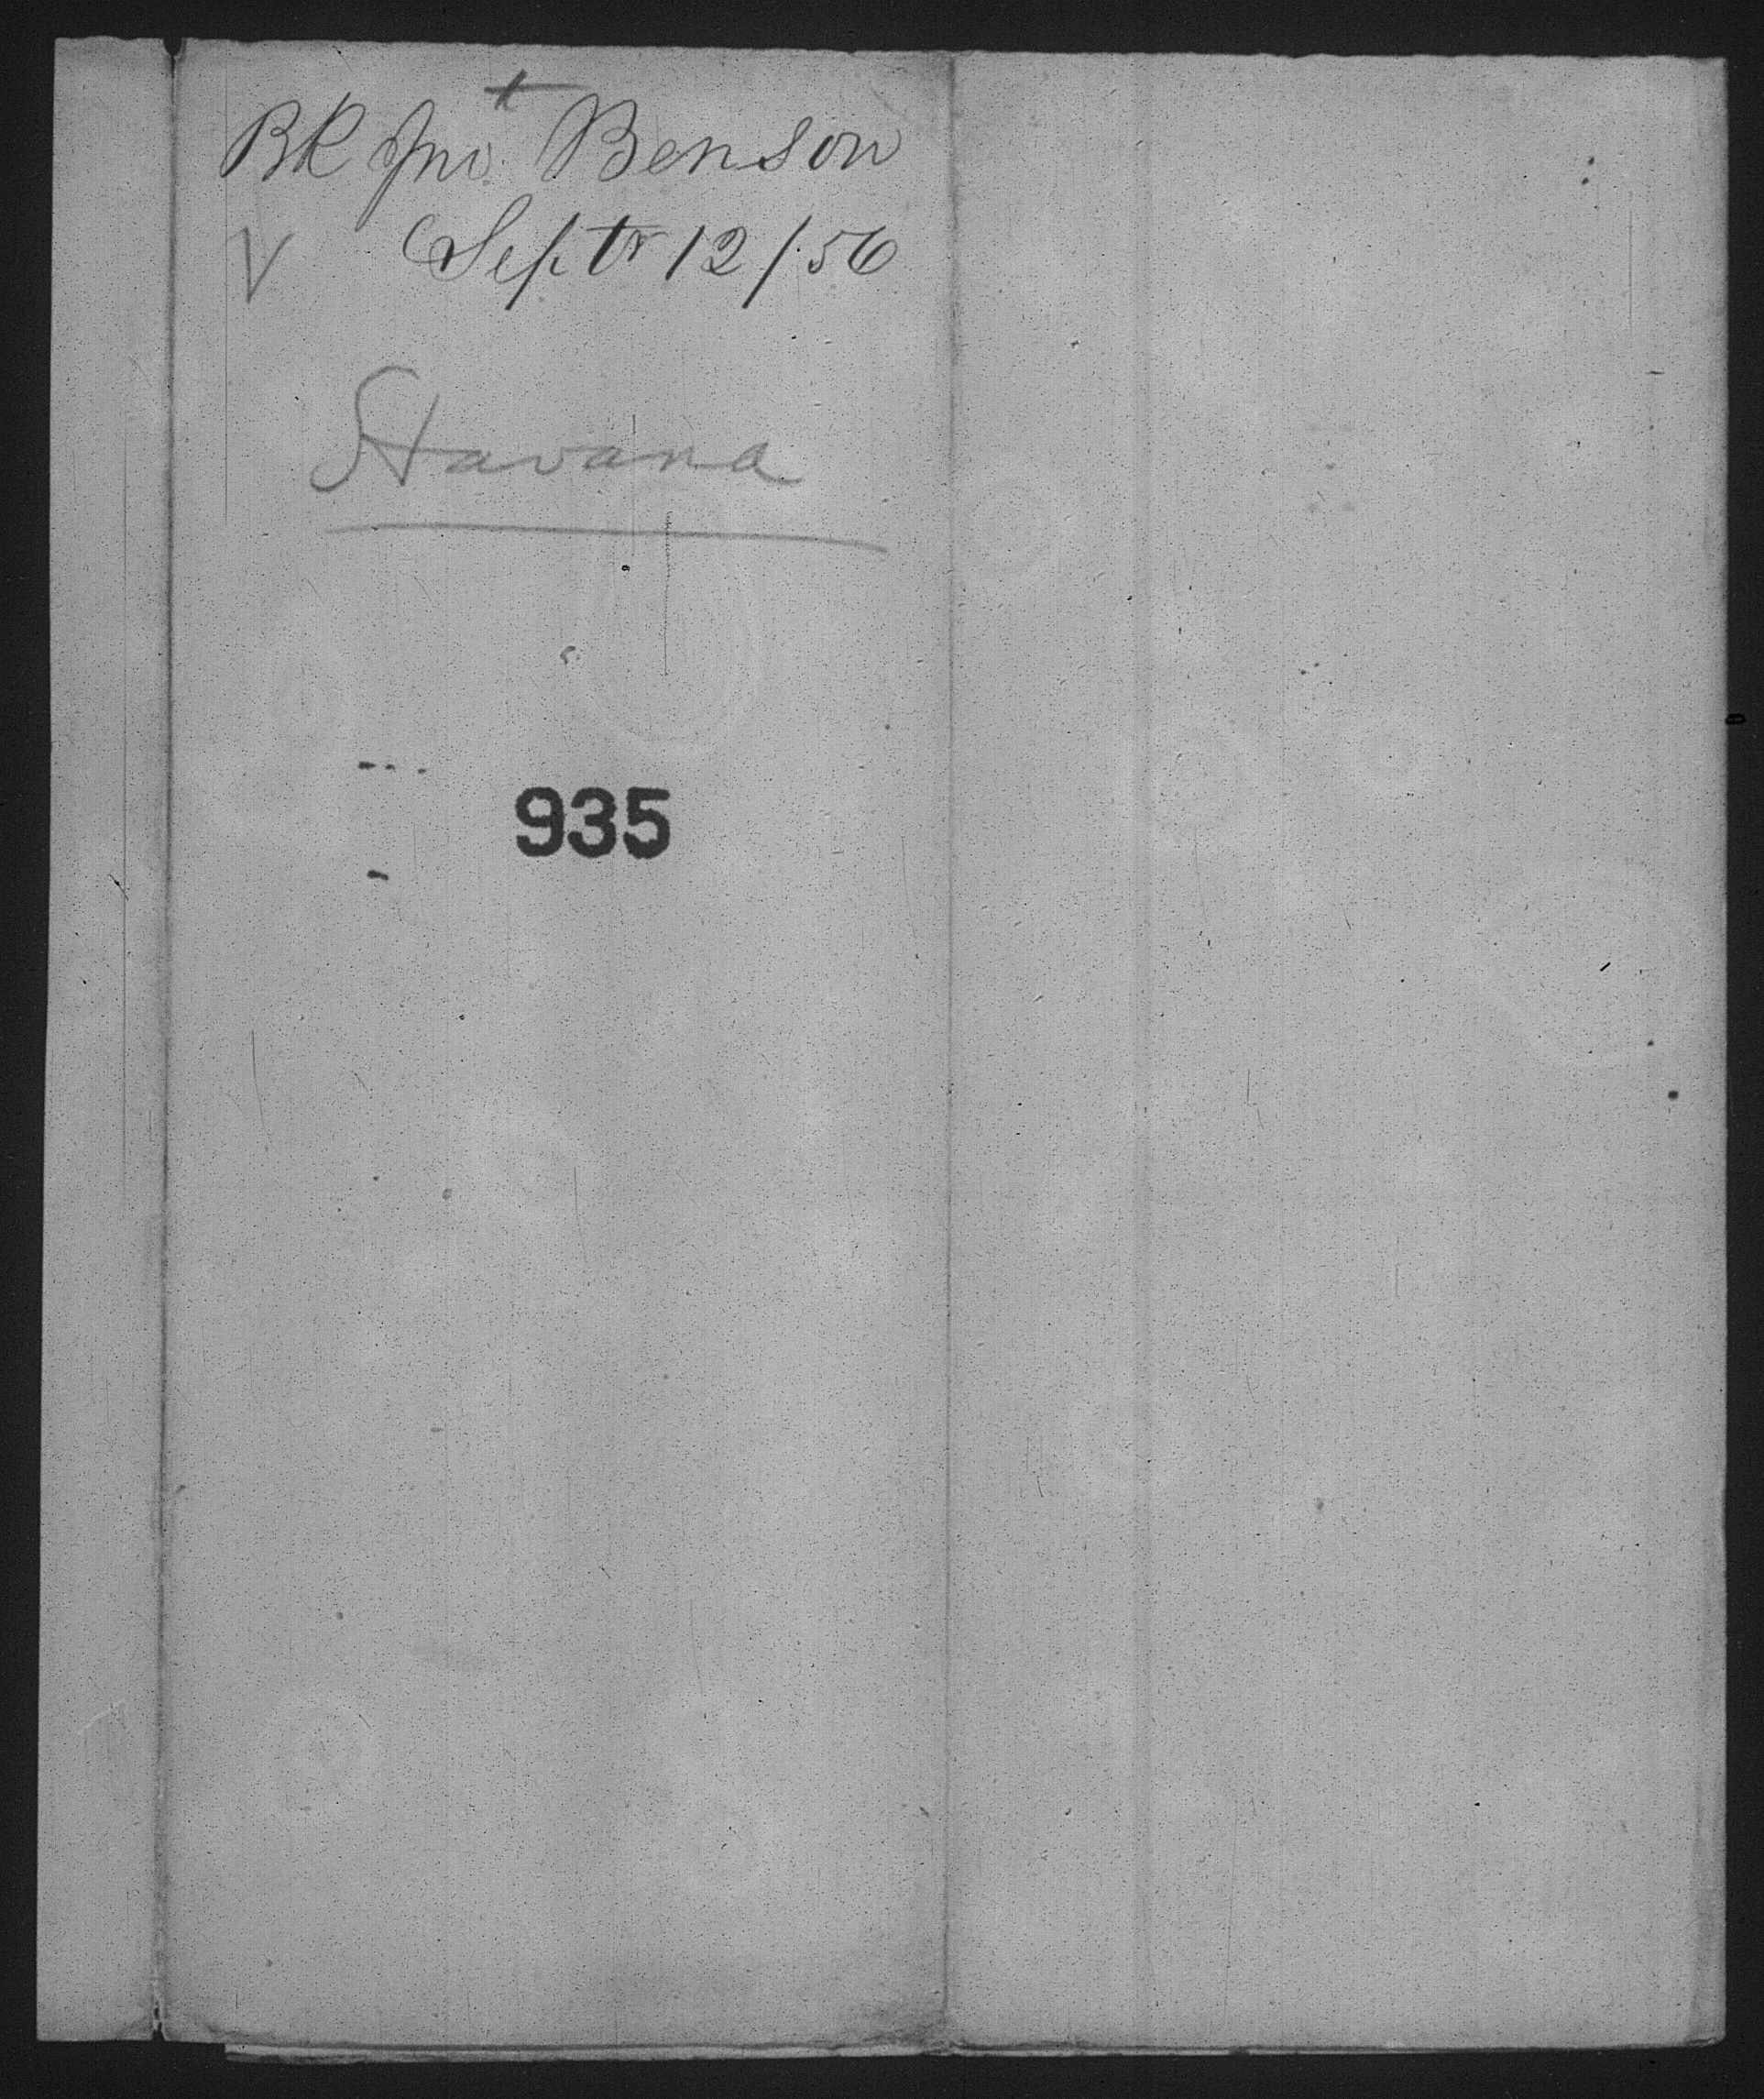 Bk Jno. Benson
Septr 12/56
Havana
935